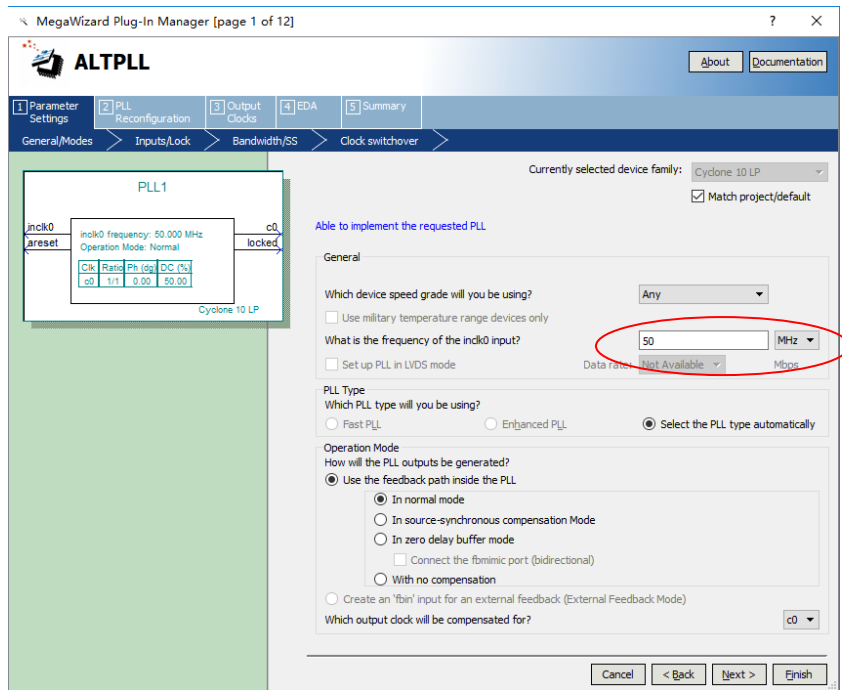 MegaWizard Plug-In Manager [page 1 of 12]
? ×
ALTPLL
About Documentation
1 Parameter Settings 2 PLL Reconfiguration 3 Output Clocks 4 EDA 5 Summary
General/Modes Inputs/Lock Bandwidth/SS Clock switchover
Currently selected device family: Cyclone 10 LP
Match project/default
PLL1
inclk0 c0
areset locked
inclk0 frequency: 50.000 MHz
Operation Mode: Normal
Clk Ratio Ph (dg) DC (%)
c0 1/1 0.00 50.00
Cyclone 10 LP
Able to implement the requested PLL
General
Which device speed grade will you be using? Any
Use military temperature range devices only
What is the frequency of the inclk0 input? 50 MHz
Set up PLL in LVDS mode Data rate: Not Available Mbps
PLL Type
Which PLL type will you be using?
Fast PLL Enhanced PLL Select the PLL type automatically
Operation Mode
How will the PLL outputs be generated?
Use the feedback path inside the PLL
In normal mode
In source-synchronous compensation Mode
In zero delay buffer mode
Connect the fbmimic port (bidirectional)
With no compensation
Create an 'fbin' input for an external feedback (External Feedback Mode)
Which output clock will be compensated for? c0
Cancel < Back Next > Finish